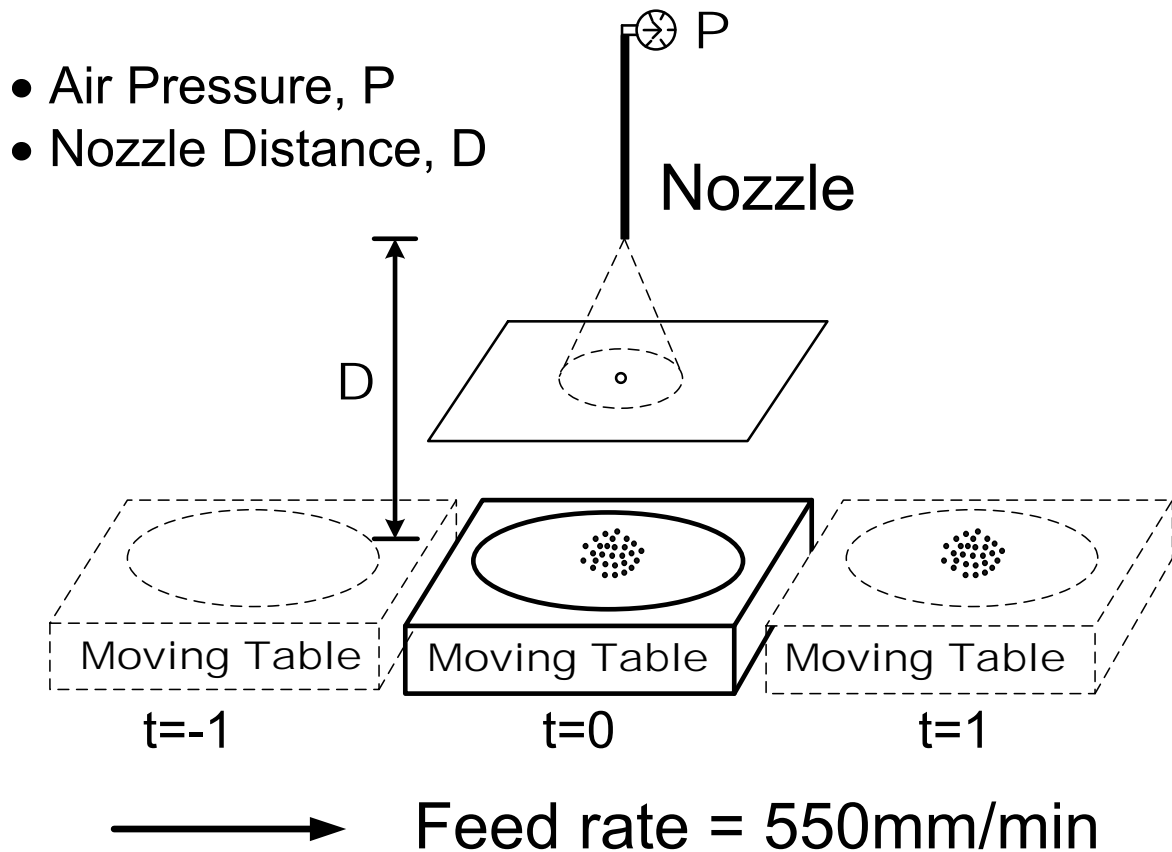 P
• Air Pressure, P
• Nozzle Distance, D
Nozzle
D
Moving Table
Moving Table
Moving Table
t=-1
t=0
t=1
Feed rate = 550mm/min